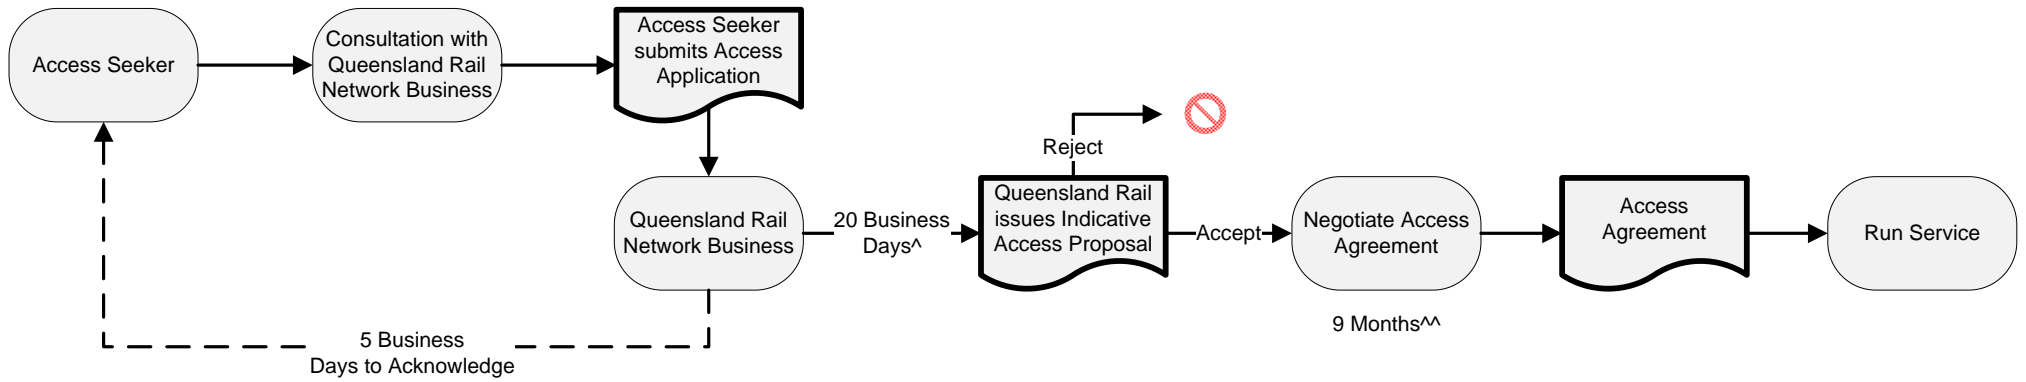 Access Seeker
Consultation with
Queensland Rail
Network Business
Access Seeker
submits Access
Application
Reject
Queensland Rail
Network Business
20 Business
Days^
Queensland Rail
issues Indicative
Access Proposal
Accept
Negotiate Access
Agreement
Access
Agreement
Run Service
9 Months^^
5 Business
Days to Acknowledge